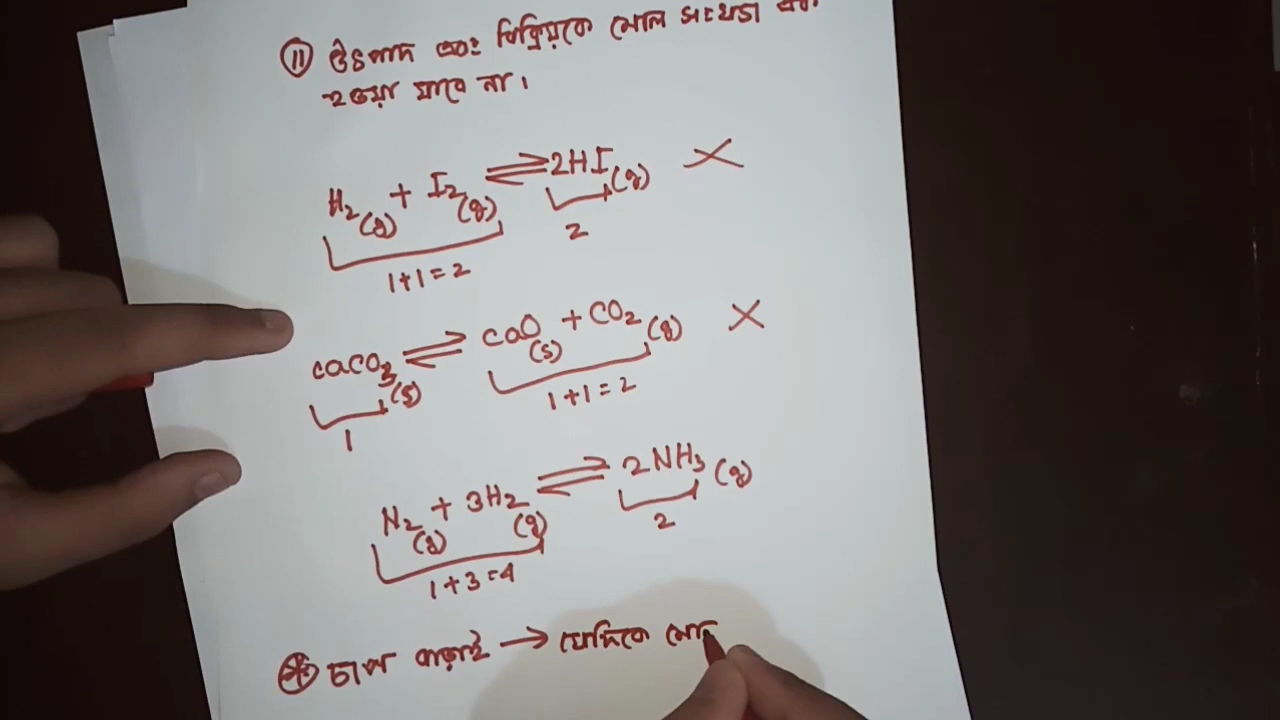 (ii) উৎপাদ এবং বিক্রিয়কে মোল সংখ্যা এক
হওয়া যাবে না।
H₂(g) + I₂(g) ⇌ 2HI(g) ×
1+1=2 2
CaCO₃(s) ⇌ CaO(s) + CO₂(g) ×
1 1+1=2
N₂(g) + 3H₂(g) ⇌ 2NH₃(g)
1+3=4 2
* চাপ বাড়াই → যেদিকে মোল